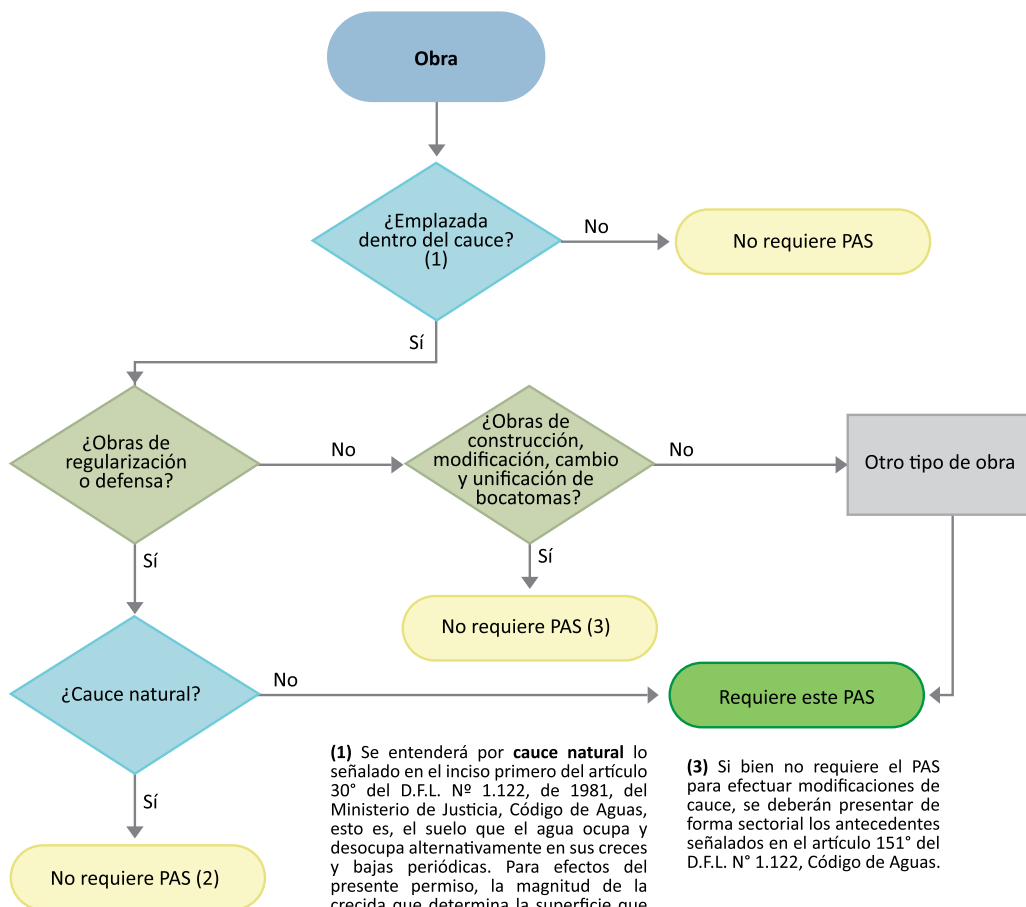 Obra
¿Emplazada
dentro del cauce?
(1)
No
No requiere PAS
Sí
¿Obras de
regularización
o defensa?
No
¿Obras de
construcción,
modificación, cambio
y unificación de
bocatomas?
No
Otro tipo de obra
Sí
Sí
No requiere PAS (3)
¿Cauce natural?
No
Requiere este PAS
Sí
No requiere PAS (2)
(1) Se entenderá por cauce natural lo
señalado en el inciso primero del artículo
30° del D.F.L. Nº 1.122, de 1981, del
Ministerio de Justicia, Código de Aguas,
esto es, el suelo que el agua ocupa y
desocupa alternativamente en sus creces
y bajas periódicas. Para efectos del
presente permiso, la magnitud de la
crecida que determina la superficie que
(3) Si bien no requiere el PAS
para efectuar modificaciones de
cauce, se deberán presentar de
forma sectorial los antecedentes
señalados en el artículo 151° del
D.F.L. N° 1.122, Código de Aguas.